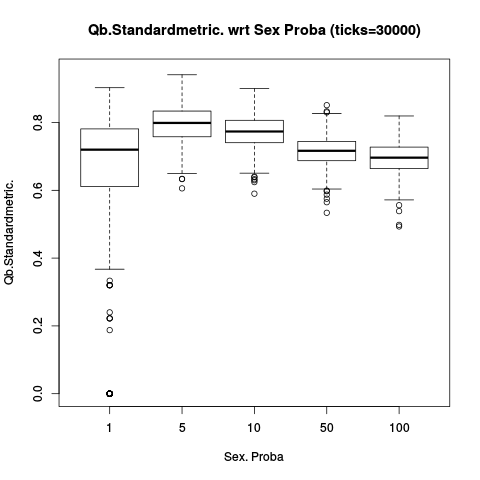 Qb.Standardmetric. wrt Sex Proba (ticks=30000)
Qb.Standardmetric.
0.8
0.6
0.4
0.2
0.0
1 5 10 50 100
Sex. Proba